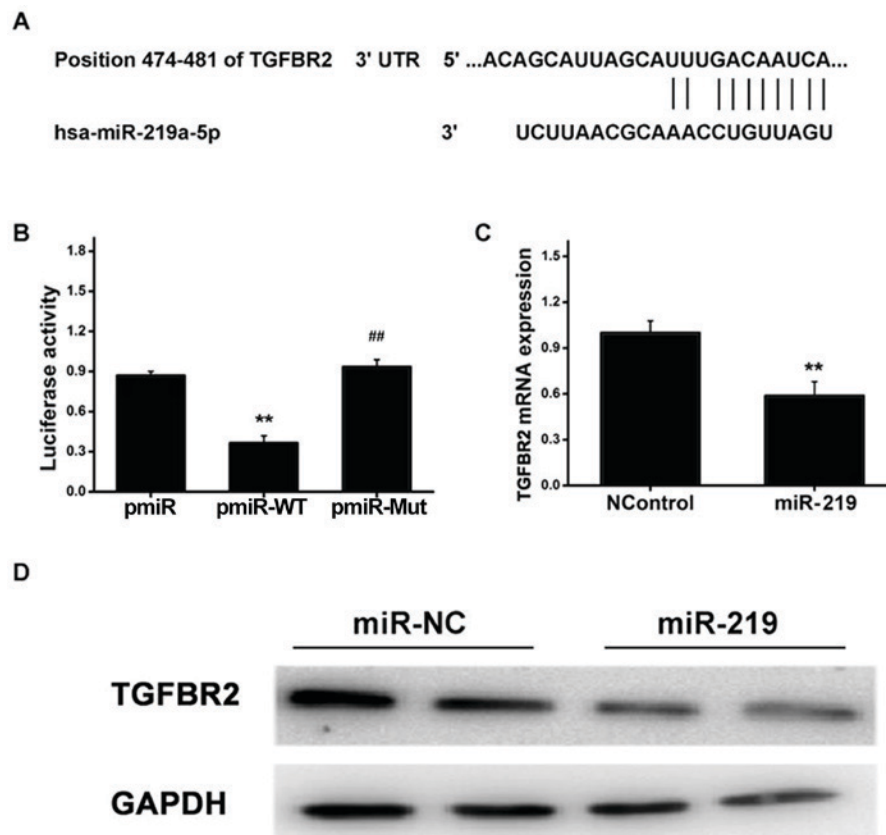 A
Position 474-481 of TGFBR2 3' UTR 5' ...ACAGCAUUAGCAUUUGACAAUCA...
hsa-miR-219a-5p 3' UCUUAACGCAAACCUGUUAGU
B
Luciferase activity
1.8
1.5
1.2
0.9
0.6
0.3
0.0
**
##
pmiR pmiR-WT pmiR-Mut
C
TGFBR2 mRNA expression
1.5
1.2
0.9
0.6
0.3
0.0
**
NControl miR-219
D
miR-NC miR-219
TGFBR2
GAPDH